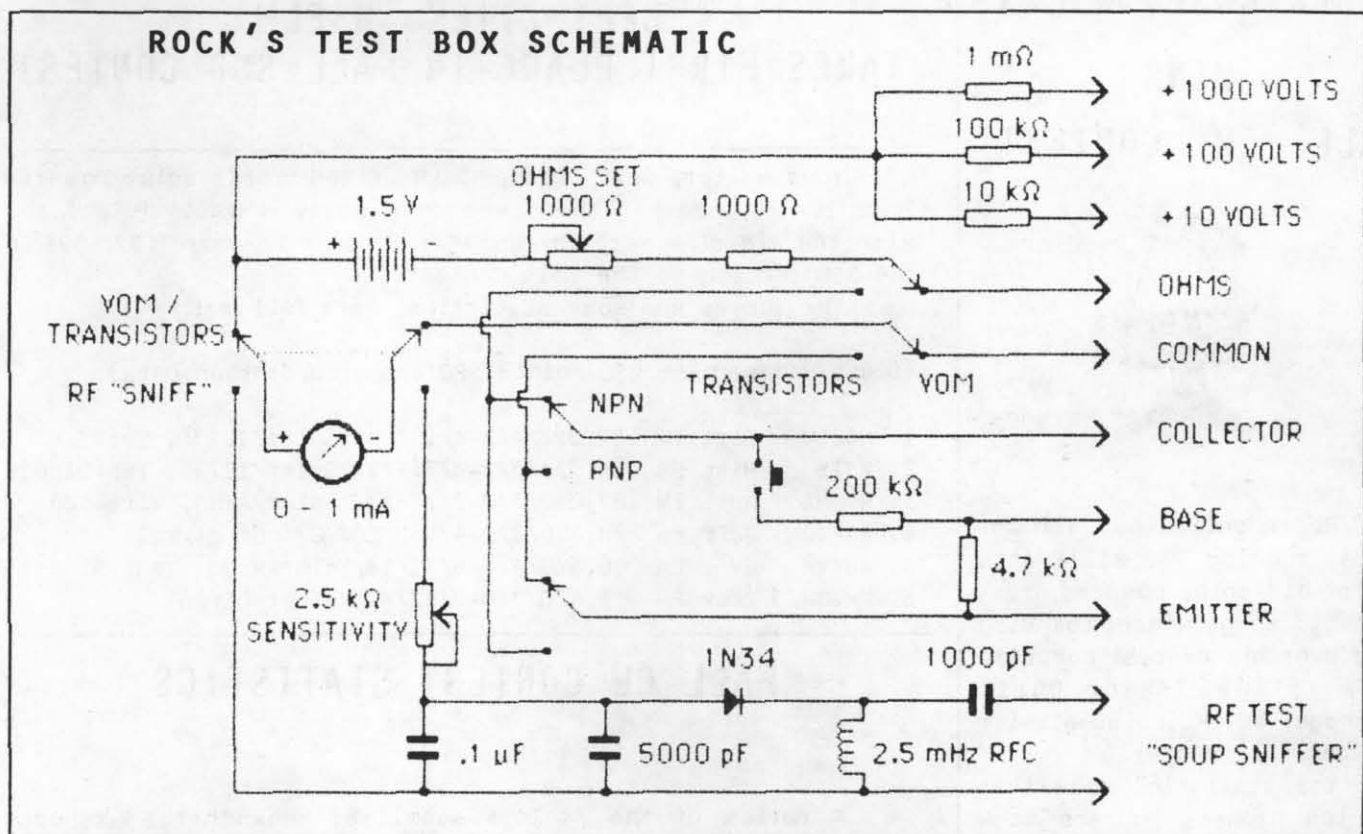 ROCK'S TEST BOX SCHEMATIC
1 mΩ
+1000 VOLTS
100 kΩ
+100 VOLTS
10 kΩ
+10 VOLTS
OHMS SET
1.5 V
1000 Ω
1000 Ω
+
-
OHMS
VOM /
TRANSISTORS
COMMON
RF "SNIFF"
TRANSISTORS
VOM
NPN
COLLECTOR
PNP
+
-
0 - 1 mA
200 kΩ
BASE
4.7 kΩ
2.5 kΩ
SENSITIVITY
EMITTER
1N34
1000 pF
RF TEST
"SOUP SNIFFER"
.1 µF
5000 pF
2.5 mHz RFC